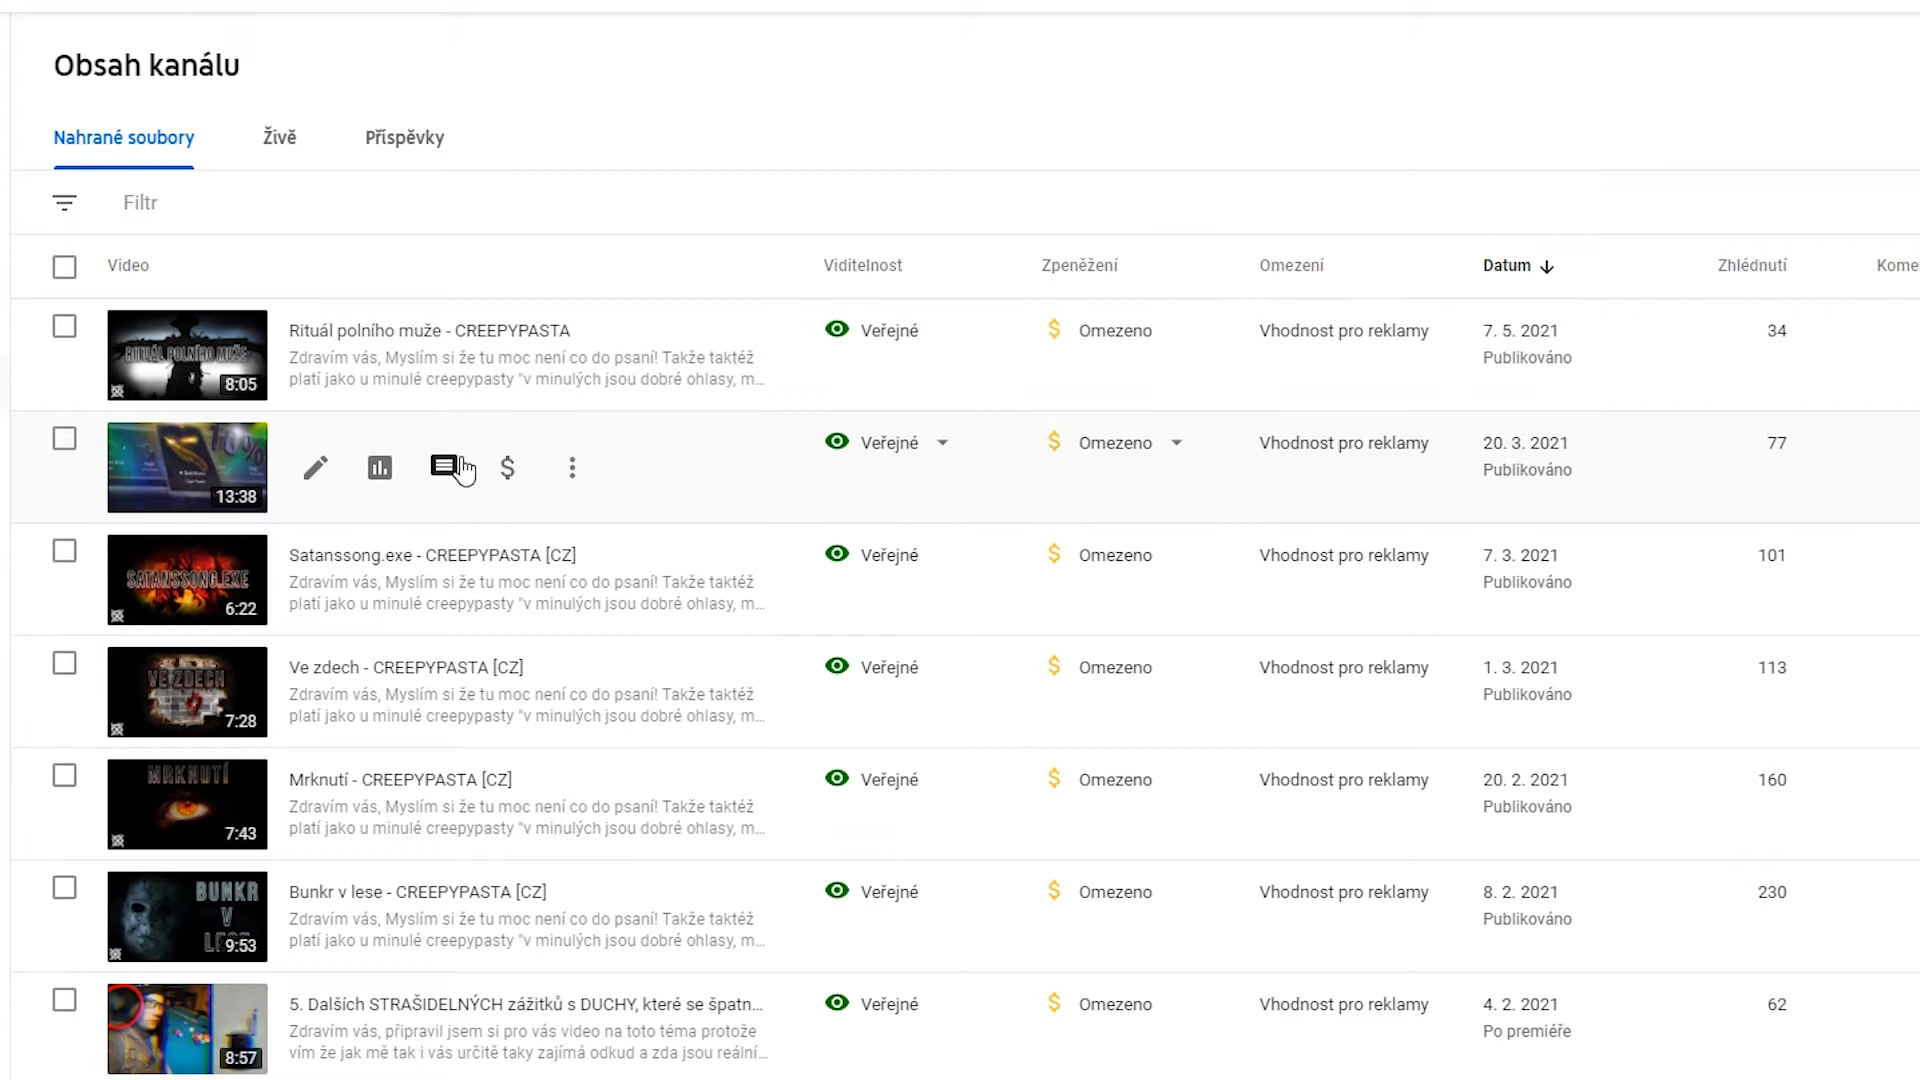 Obsah kanálu
Nahrané soubory Živě Příspěvky
Filtr
Video Viditelnost Zpeněžení Omezení Datum Zhlédnutí Kome
RITUÁL POLNÍHO MUŽE
8:05
Rituál polního muže - CREEPYPASTA
Zdravím vás, Myslím si že tu moc není co do psaní! Takže taktéž
platí jako u minulé creepypasty "v minulých jsou dobré ohlasy, m...
Veřejné $ Omezeno Vhodnost pro reklamy 7. 5. 2021 34
Publikováno
10%
13:38
$
Veřejné $ Omezeno Vhodnost pro reklamy 20. 3. 2021 77
Publikováno
SATANSSONG.EXE
6:22
Satanssong.exe - CREEPYPASTA [CZ]
Zdravím vás, Myslím si že tu moc není co do psaní! Takže taktéž
platí jako u minulé creepypasty "v minulých jsou dobré ohlasy, m...
Veřejné $ Omezeno Vhodnost pro reklamy 7. 3. 2021 101
Publikováno
VE ZDECH
7:28
Ve zdech - CREEPYPASTA [CZ]
Zdravím vás, Myslím si že tu moc není co do psaní! Takže taktéž
platí jako u minulé creepypasty "v minulých jsou dobré ohlasy, m...
Veřejné $ Omezeno Vhodnost pro reklamy 1. 3. 2021 113
Publikováno
MRKNUTÍ
7:43
Mrknutí - CREEPYPASTA [CZ]
Zdravím vás, Myslím si že tu moc není co do psaní! Takže taktéž
platí jako u minulé creepypasty "v minulých jsou dobré ohlasy, m...
Veřejné $ Omezeno Vhodnost pro reklamy 20. 2. 2021 160
Publikováno
BUNKR
V
9:53
Bunkr v lese - CREEPYPASTA [CZ]
Zdravím vás, Myslím si že tu moc není co do psaní! Takže taktéž
platí jako u minulé creepypasty "v minulých jsou dobré ohlasy, m...
Veřejné $ Omezeno Vhodnost pro reklamy 8. 2. 2021 230
Publikováno
8:57
5. Dalších STRAŠIDELNÝCH zážitků s DUCHY, které se špatn...
Zdravím vás, připravil jsem si pro vás video na toto téma protože
vím že jak mě tak i vás určitě taky zajímá odkud a zda jsou reální...
Veřejné $ Omezeno Vhodnost pro reklamy 4. 2. 2021 62
Po premiéře